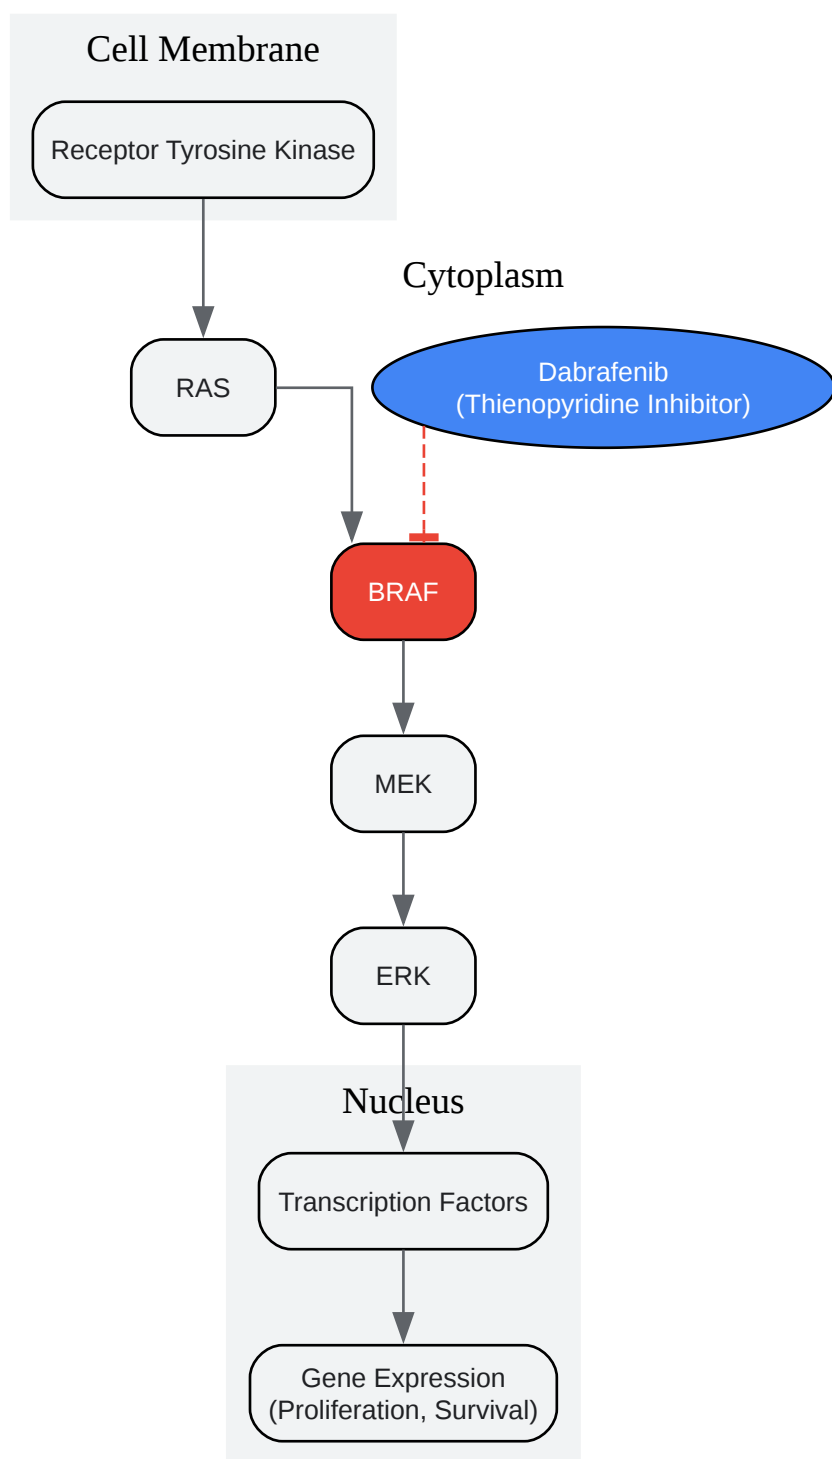 Cell Membrane
Receptor Tyrosine Kinase
Cytoplasm
RAS
Dabrafenib
(Thienopyridine Inhibitor)
BRAF
MEK
ERK
Nucleus
Transcription Factors
Gene Expression
(Proliferation, Survival)